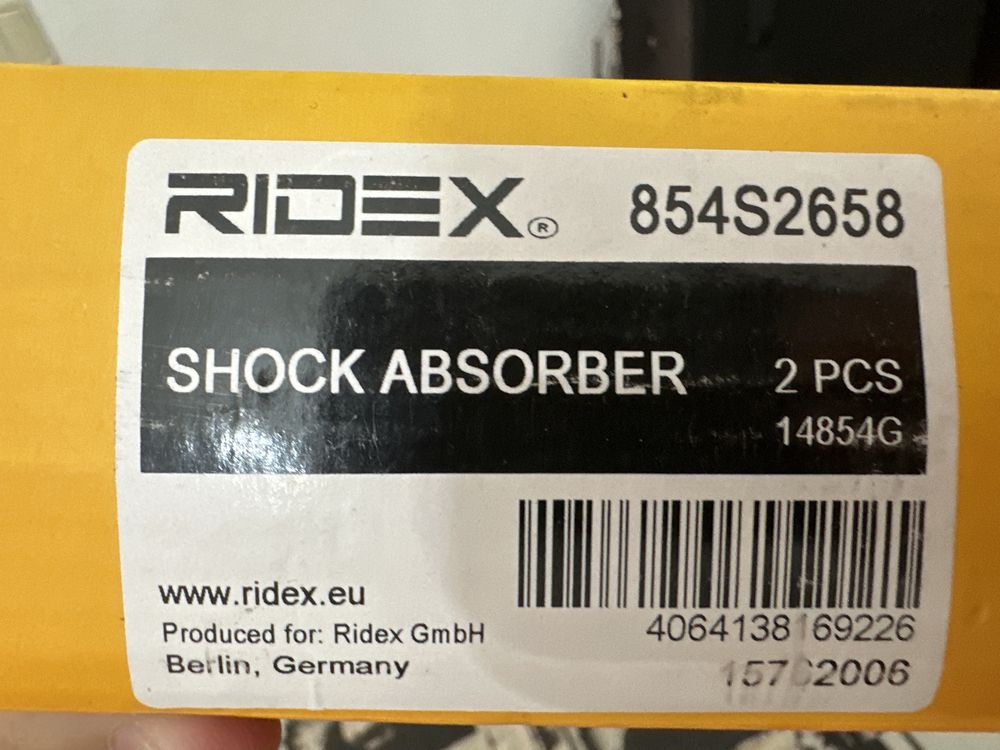 RIDEX® 854S2658
SHOCK ABSORBER 2 PCS
14854G
www.ridex.eu
Produced for: Ridex GmbH 4064138169226
Berlin, Germany